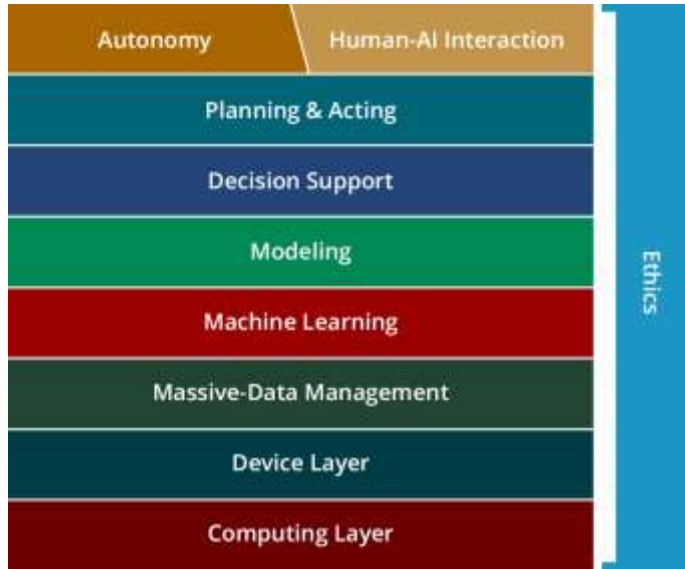 Autonomy
Human-AI Interaction
Planning & Acting
Decision Support
Modeling
Machine Learning
Massive-Data Management
Device Layer
Computing Layer
Ethics